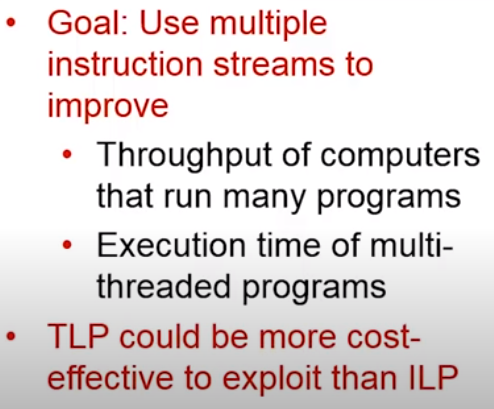 • Goal: Use multiple
instruction streams to
improve
• Throughput of computers
that run many programs
• Execution time of multi-
threaded programs
• TLP could be more cost-
effective to exploit than ILP